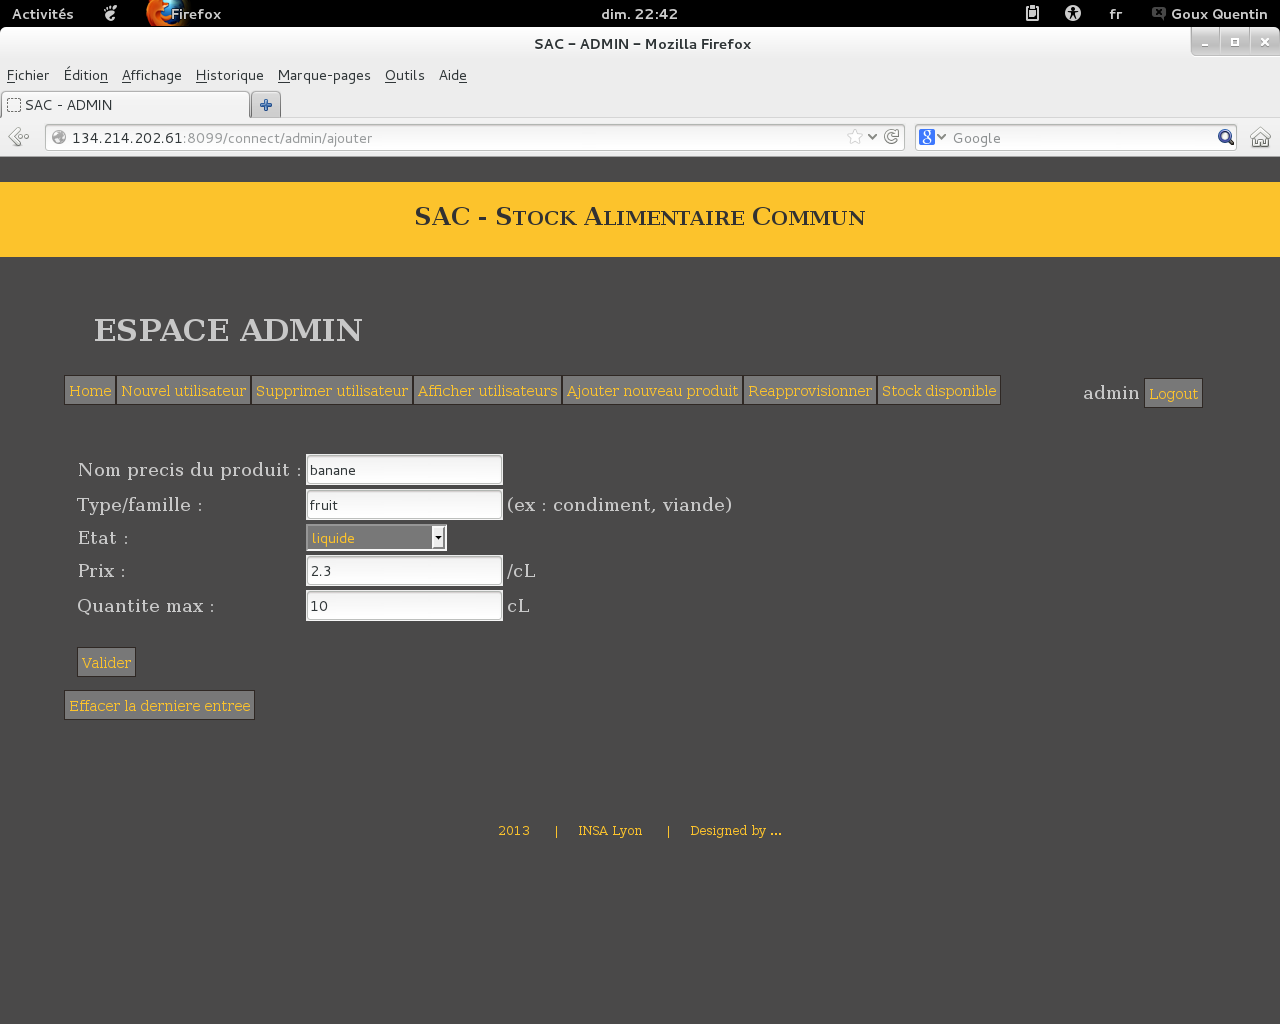 Activités Firefox dim. 22:42 fr Goux Quentin
SAC - ADMIN - Mozilla Firefox
Fichier Édition Affichage Historique Marque-pages Outils Aide
SAC - ADMIN
134.214.202.61:8099/connect/admin/ajouter Google
SAC - Stock Alimentaire Commun
ESPACE ADMIN
Home Nouvel utilisateur Supprimer utilisateur Afficher utilisateurs Ajouter nouveau produit Reapprovisionner Stock disponible admin Logout
Nom precis du produit : banane
Type/famille : fruit (ex : condiment, viande)
Etat : liquide
Prix : 2.3 /cL
Quantite max : 10 cL
Valider
Effacer la derniere entree
2013 | INSA Lyon | Designed by ...